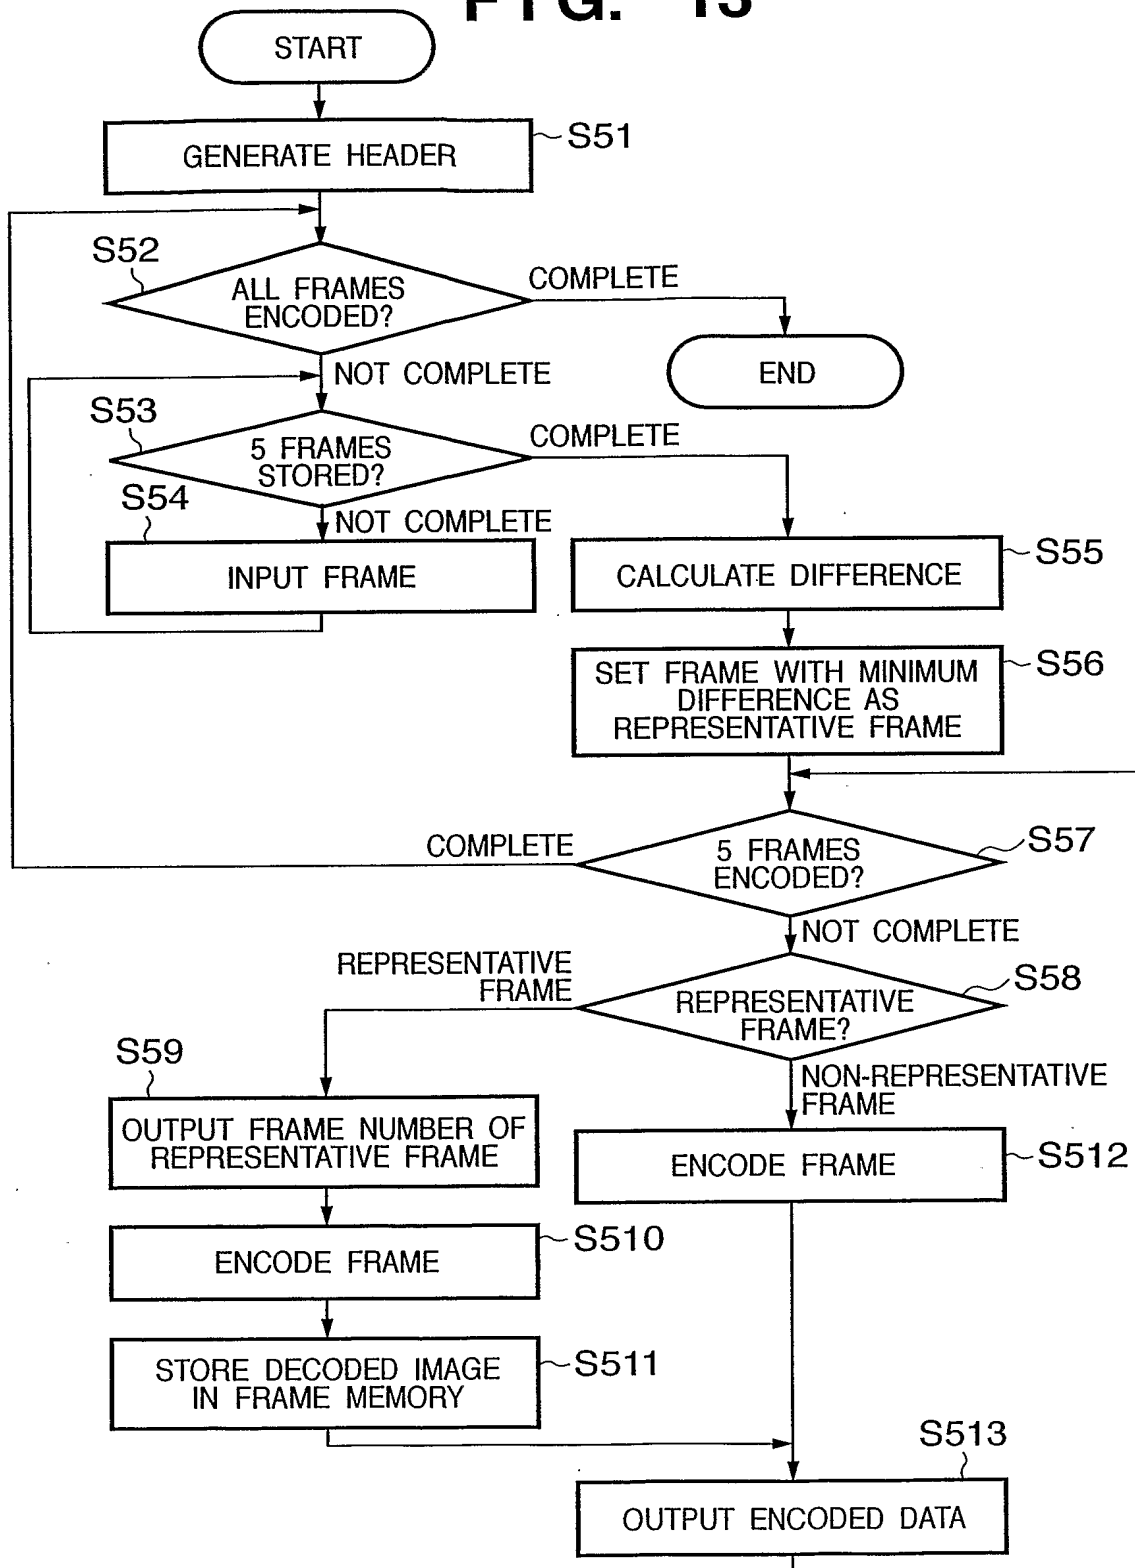 FIG. 13
START
GENERATE HEADER
S51
S52
ALL FRAMES
ENCODED?
COMPLETE
END
NOT COMPLETE
S53
5 FRAMES
STORED?
COMPLETE
S54
NOT COMPLETE
INPUT FRAME
CALCULATE DIFFERENCE
S55
SET FRAME WITH MINIMUM
DIFFERENCE AS
REPRESENTATIVE FRAME
S56
COMPLETE
5 FRAMES
ENCODED?
S57
NOT COMPLETE
REPRESENTATIVE
FRAME
REPRESENTATIVE
FRAME?
S58
NON-REPRESENTATIVE
FRAME
S59
OUTPUT FRAME NUMBER OF
REPRESENTATIVE FRAME
ENCODE FRAME
S512
ENCODE FRAME
S510
STORE DECODED IMAGE
IN FRAME MEMORY
S511
S513
OUTPUT ENCODED DATA